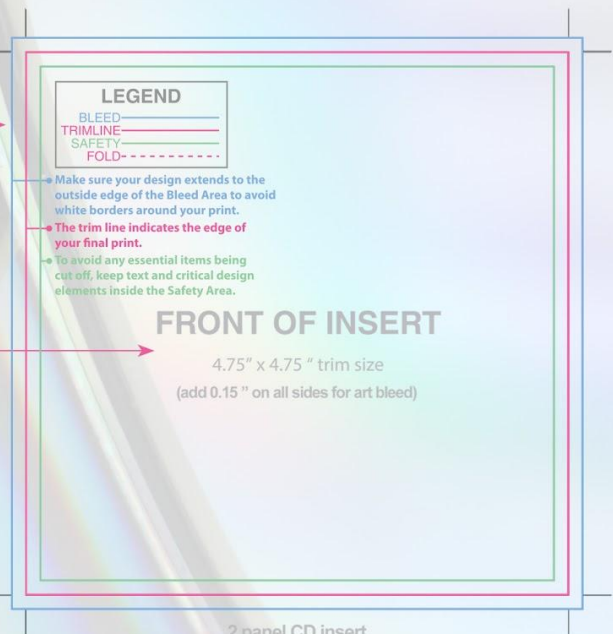 LEGEND
BLEED
TRIMLINE
SAFETY
FOLD
Make sure your design extends to the
outside edge of the Bleed Area to avoid
white borders around your print.
The trim line indicates the edge of
your final print.
To avoid any essential items being
cut off, keep text and critical design
elements inside the Safety Area.
FRONT OF INSERT
4.75" x 4.75 " trim size
(add 0.15 " on all sides for art bleed)
2 panel CD insert